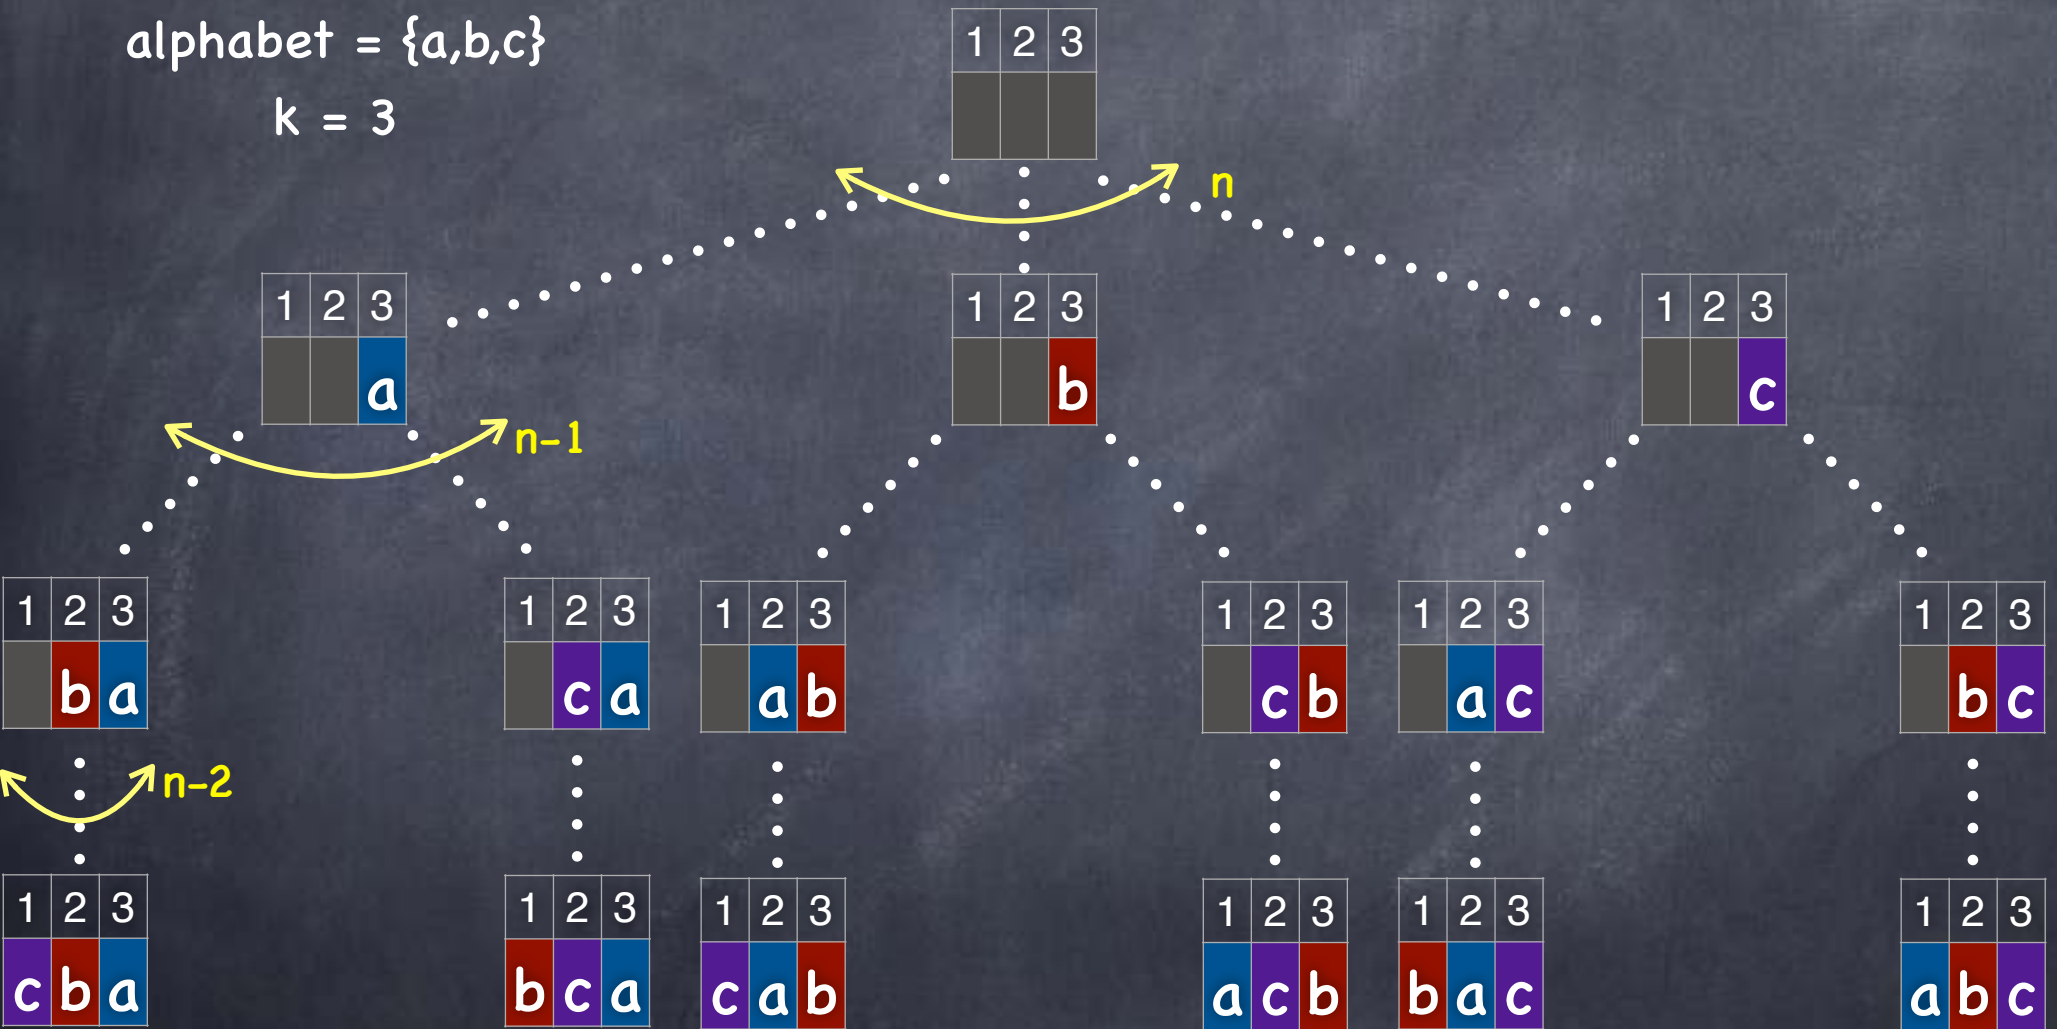 alphabet = {a,b,c}
k = 3
1 2 3
n
1 2 3
a
1 2 3
b
1 2 3
c
n-1
1 2 3
b a
1 2 3
c a
1 2 3
a b
1 2 3
c b
1 2 3
a c
1 2 3
b c
n-2
1 2 3
c b a
1 2 3
b c a
1 2 3
c a b
1 2 3
a c b
1 2 3
b a c
1 2 3
a b c